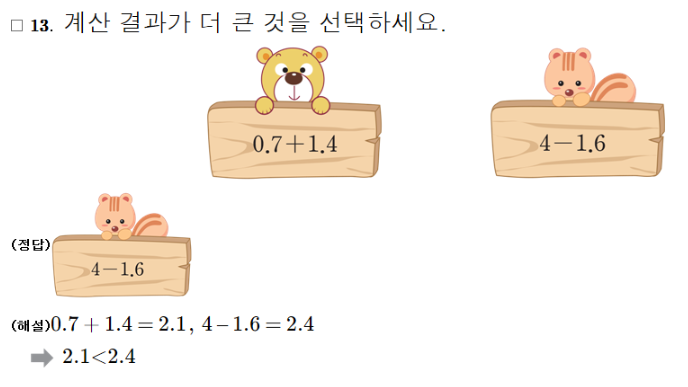 □ 13. 계산 결과가 더 큰 것을 선택하세요.
0.7+1.4 4-1.6
(정답) 4-1.6
(해설) 0.7+1.4=2.1, 4-1.6=2.4
➡ 2.1<2.4